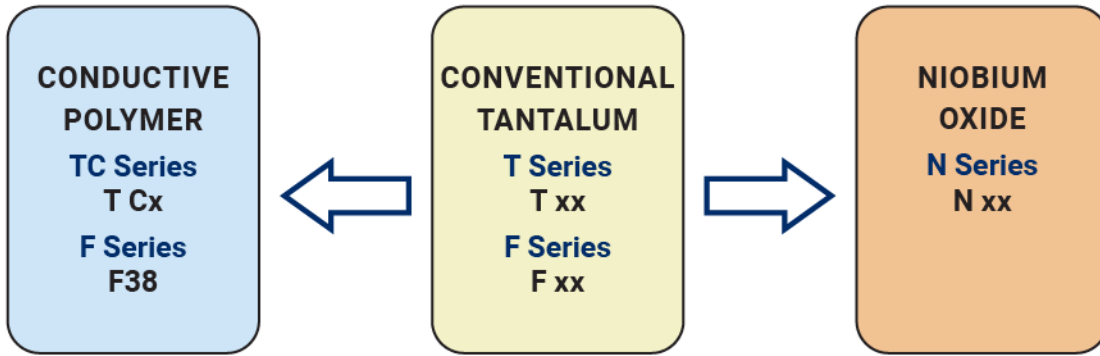 CONDUCTIVE
POLYMER
TC Series
T Cx
F Series
F38
CONVENTIONAL
TANTALUM
T Series
T xx
F Series
F xx
NIOBIUM
OXIDE
N Series
N xx